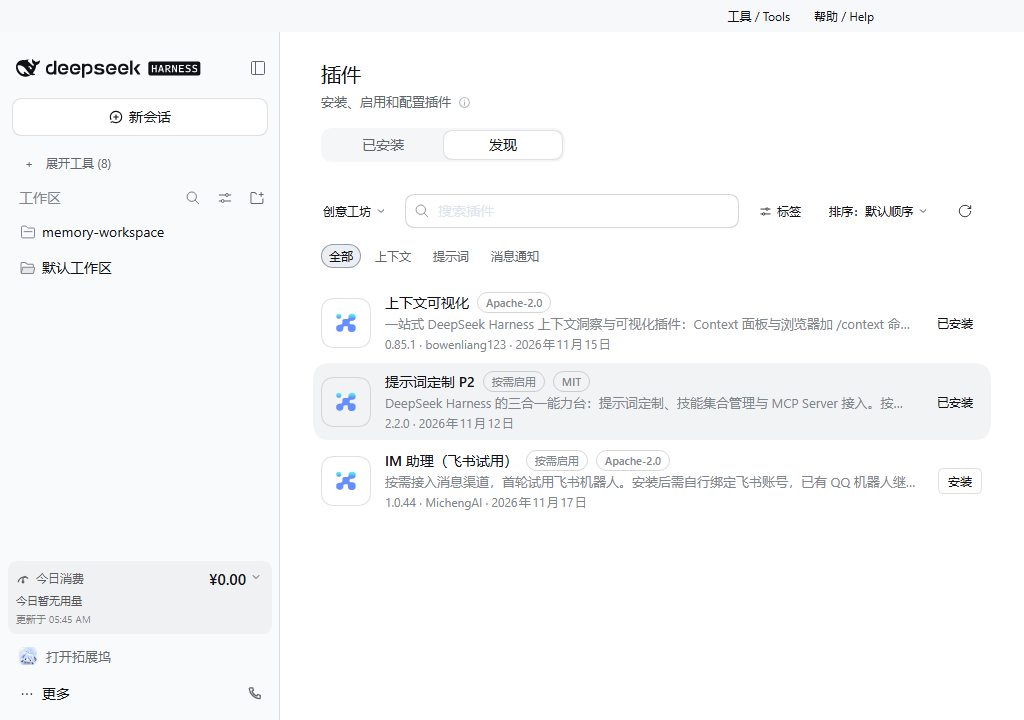 工具 / Tools 帮助 / Help
deepseek HARNESS
新会话
+ 展开工具 (8)
工作区
memory-workspace
默认工作区
今日消费 ¥0.00
今日暂无用量
更新于 05:45 AM
打开拓展坞
更多
插件
安装、启用和配置插件
已安装 发现
创意工坊 搜索插件 标签 排序：默认顺序
全部 上下文 提示词 消息通知
上下文可视化 Apache-2.0
一站式 DeepSeek Harness 上下文洞察与可视化插件：Context 面板与浏览器加 /context 命...
已安装
0.85.1 · bowenliang123 · 2026年11月15日
提示词定制 P2 按需启用 MIT
DeepSeek Harness 的三合一能力台：提示词定制、技能集合管理与 MCP Server 接入。按...
已安装
2.2.0 · 2026年11月12日
IM 助理（飞书试用） 按需启用 Apache-2.0
按需接入消息渠道，首轮试用飞书机器人。安装后需自行绑定飞书账号，已有 QQ 机器人继...
安装
1.0.44 · MichengAI · 2026年11月17日